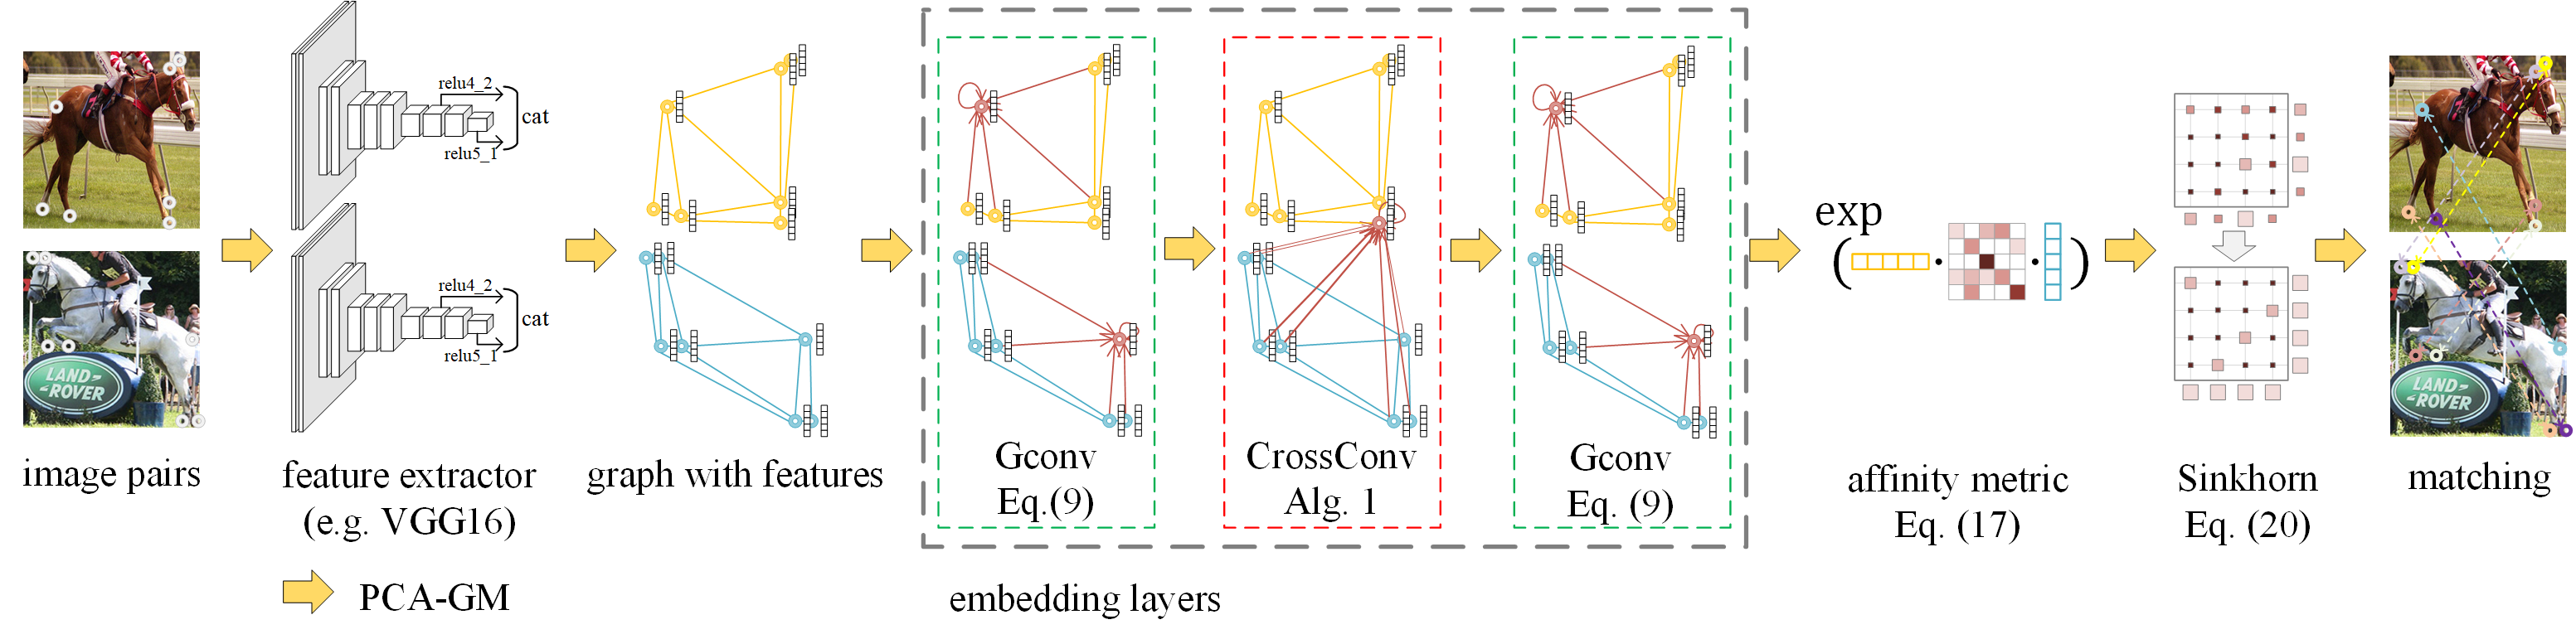 relu4_2
cat
relu5_1
relu4_2
cat
relu5_1
LAND-
-ROVER
exp
( · · )
LAND-
-ROVER
image pairs
feature extractor
(e.g. VGG16)
graph with features
Gconv
Eq.(9)
CrossConv
Alg. 1
Gconv
Eq. (9)
affinity metric
Eq. (17)
Sinkhorn
Eq. (20)
matching
PCA-GM
embedding layers